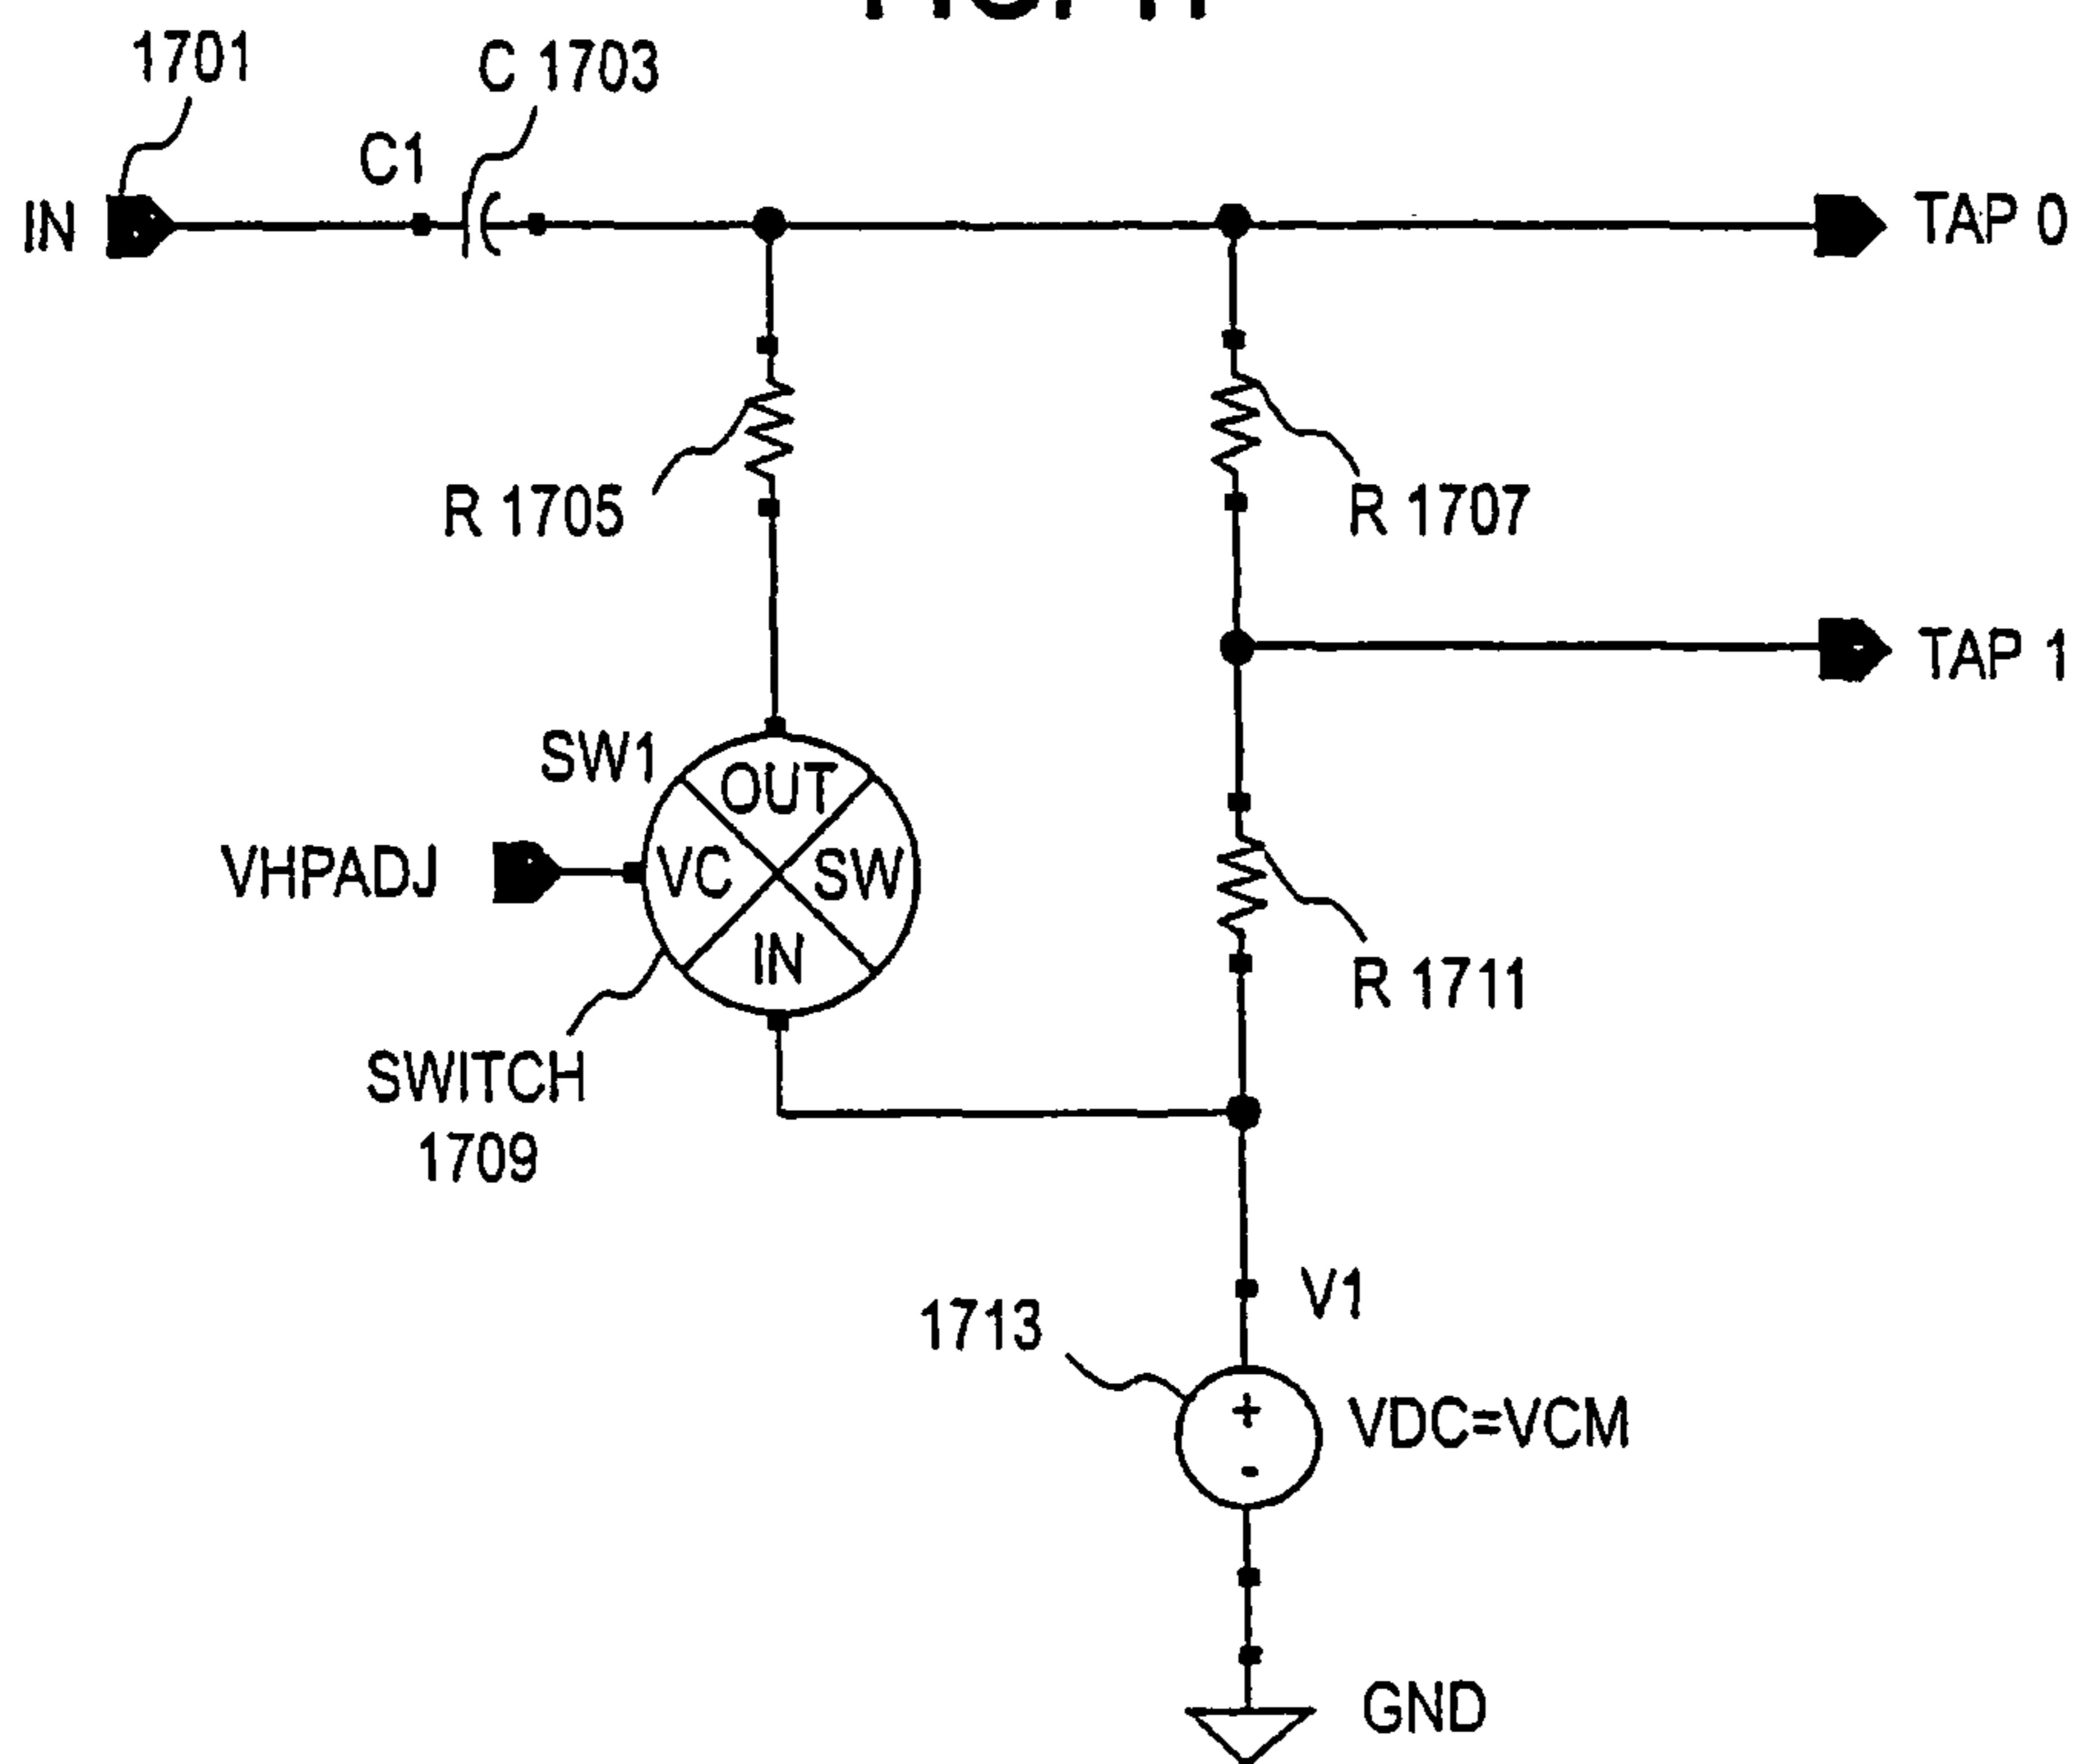 1701
C 1703
C1
IN
TAP 0
R 1705
R 1707
TAP 1
SW1
OUT
VHPADJ
VC
SW
IN
R 1711
SWITCH
1709
V1
1713
+
VDC=VCM
-
GND